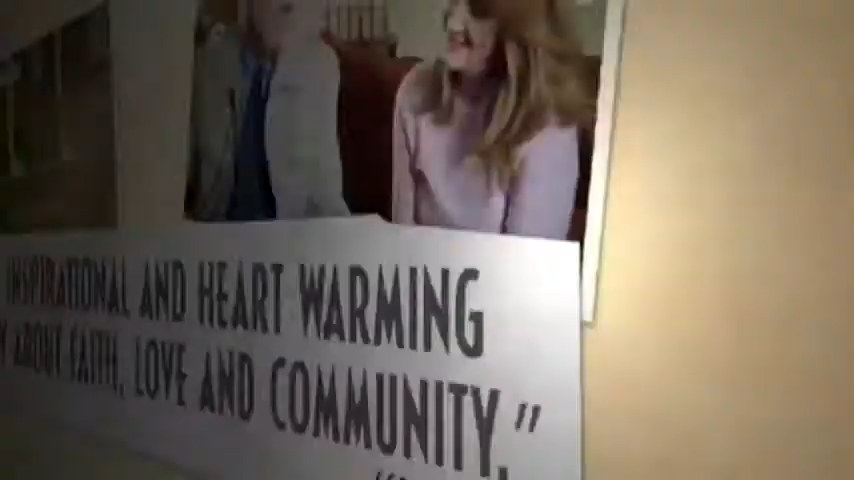 INSPIRATIONAL AND HEART WARMING
ABOUT FAITH, LOVE AND COMMUNITY,"